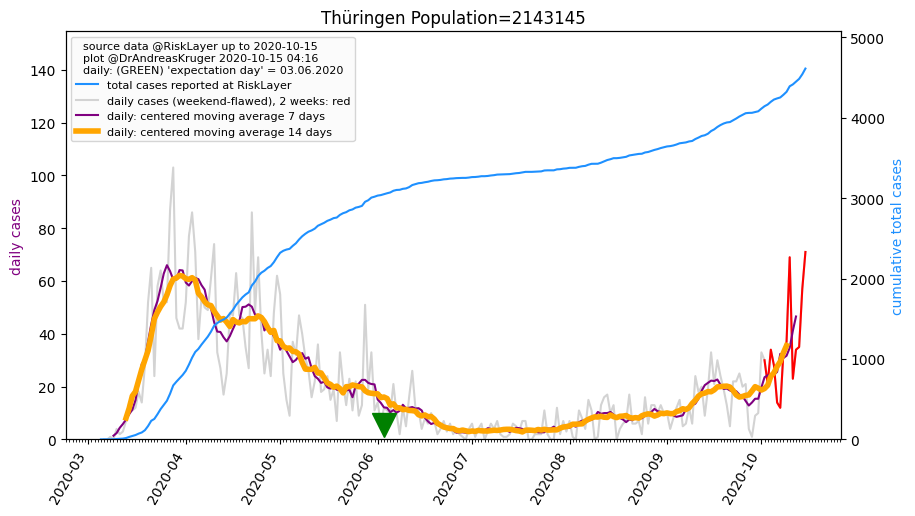 Thüringen Population=2143145
source data @RiskLayer up to 2020-10-15
plot @DrAndreasKruger 2020-10-15 04:16
daily: (GREEN) 'expectation day' = 03.06.2020
total cases reported at RiskLayer
daily cases (weekend-flawed), 2 weeks: red
daily: centered moving average 7 days
daily: centered moving average 14 days
daily cases
140
120
100
80
60
40
20
0
cumulative total cases
5000
4000
3000
2000
1000
0
2020-03
2020-04
2020-05
2020-06
2020-07
2020-08
2020-09
2020-10